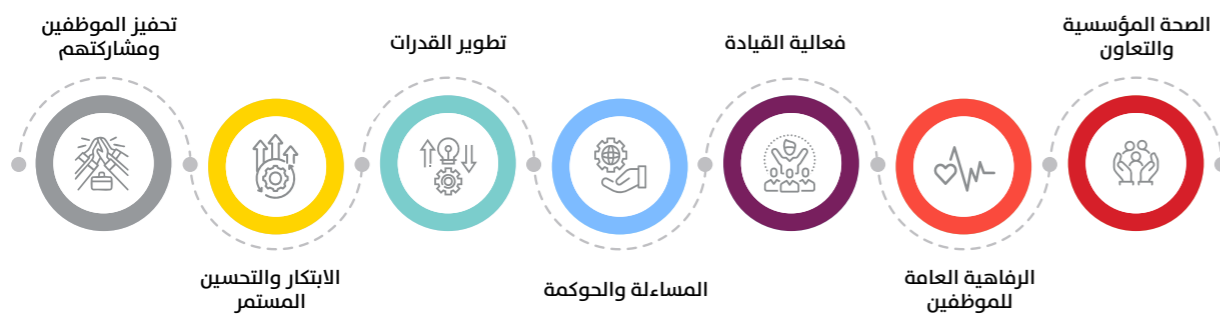 الصحة المؤسسية
والتعاون
الرفاهية العامة
للموظفين
فعالية القيادة
المساءلة والحوكمة
تطوير القدرات
الابتكار والتحسين
المستمر
تحفيز الموظفين
ومشاركتهم